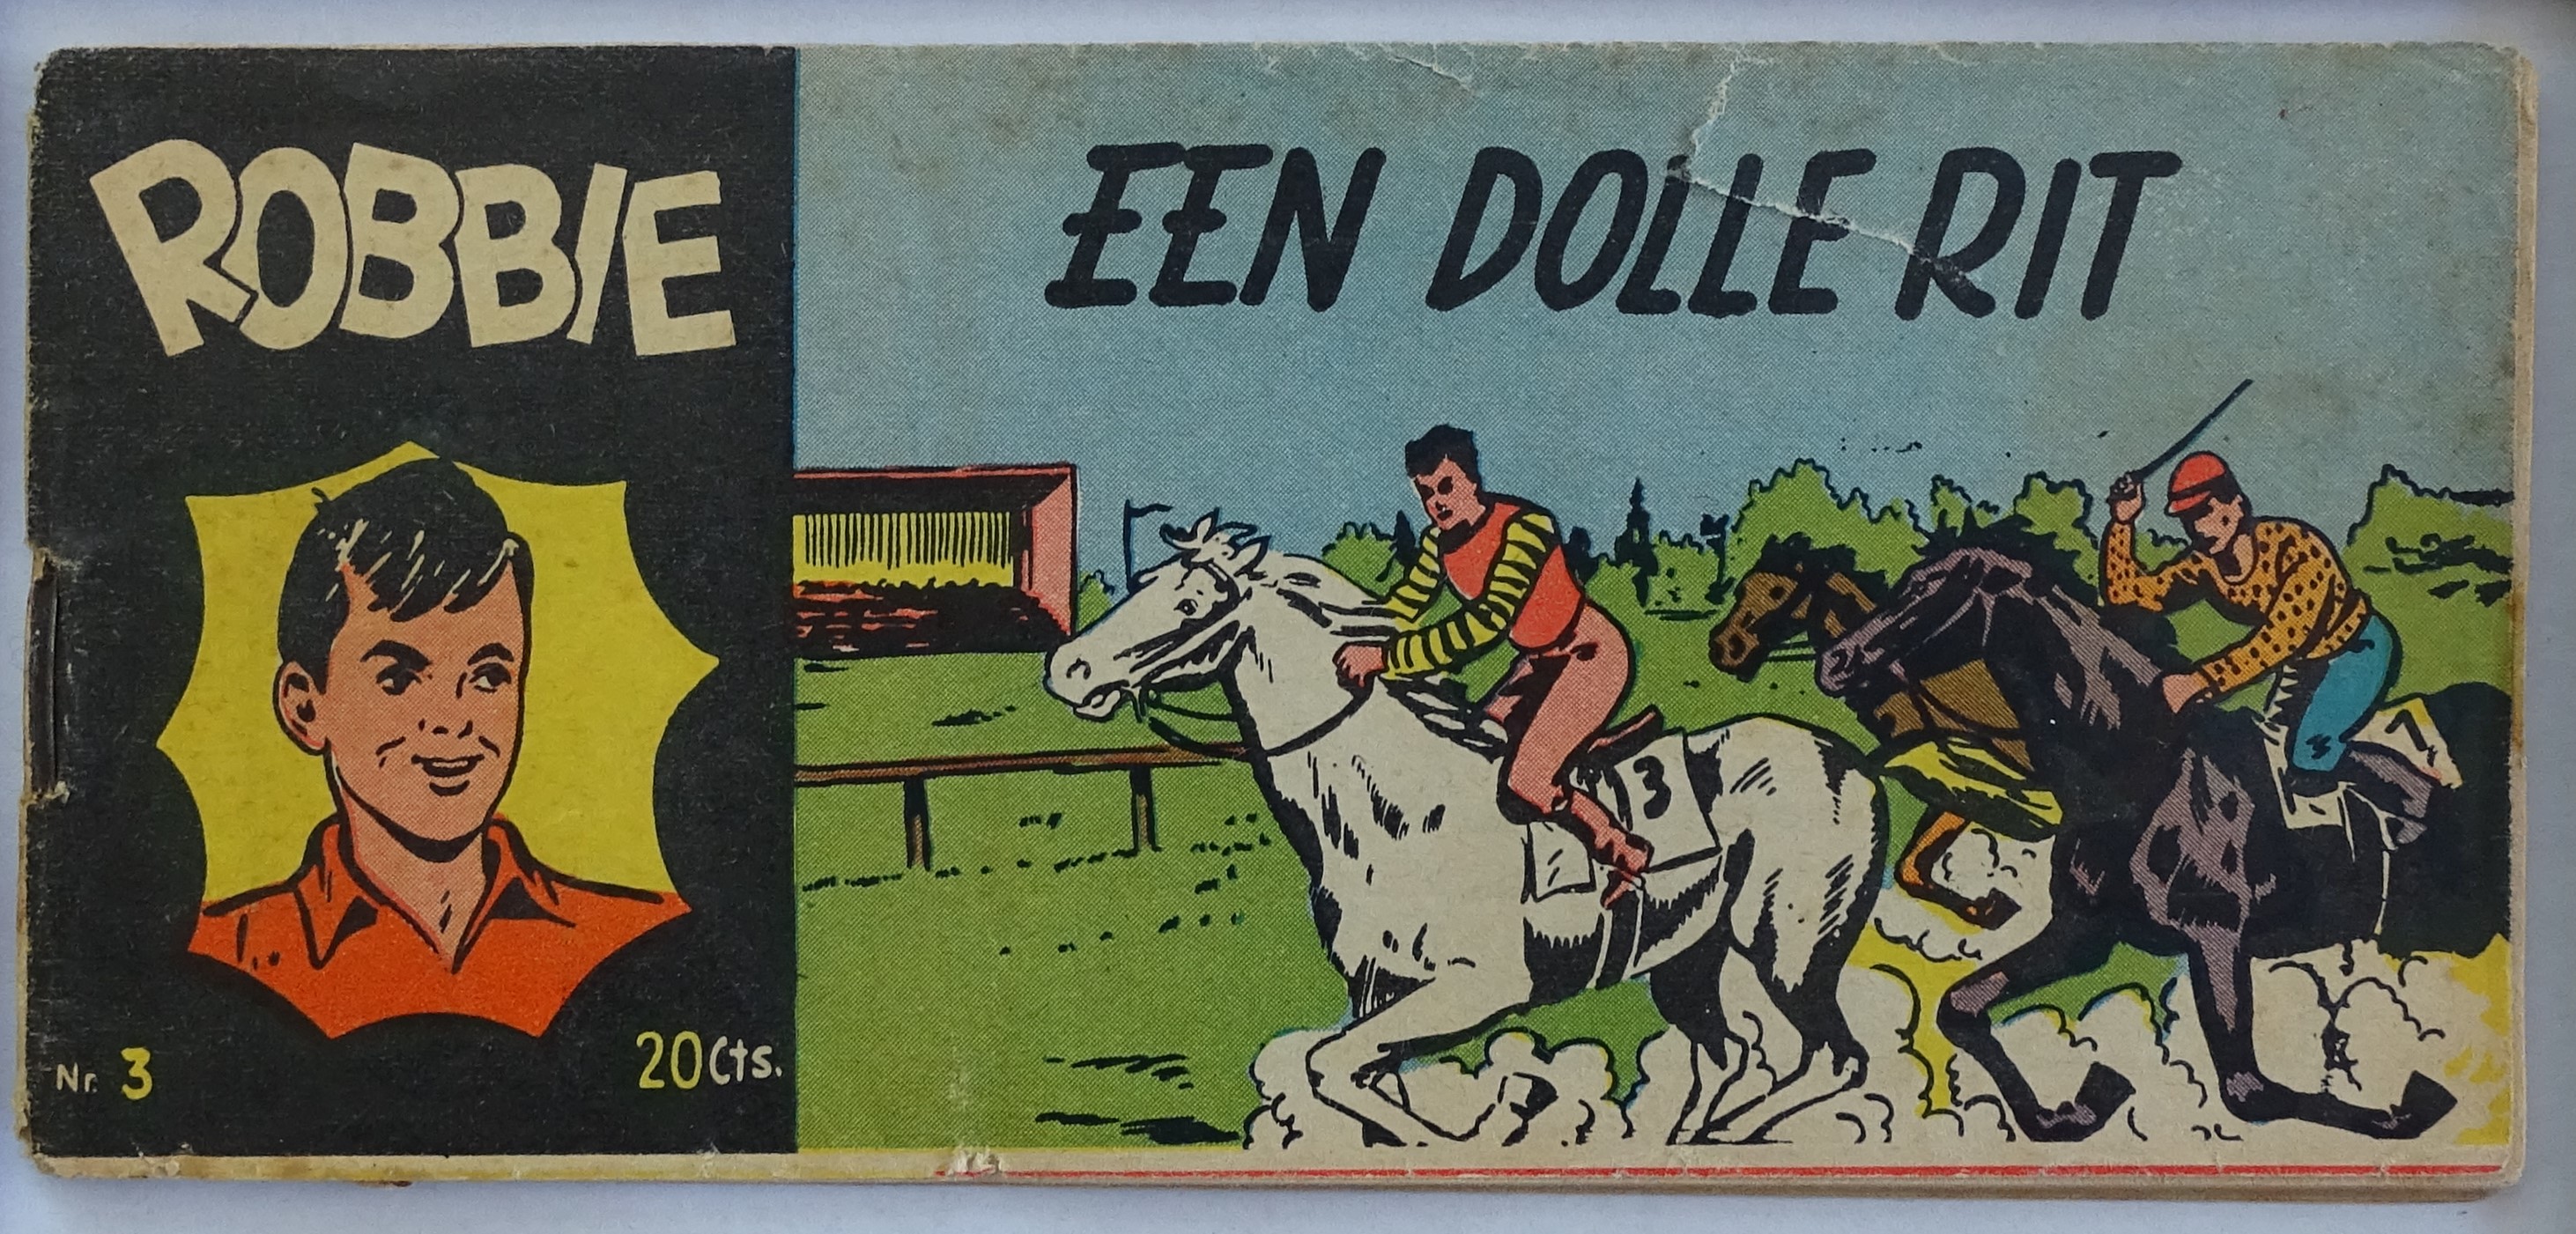 ROBBIE
Nr. 3
20 Cts.
EEN DOLLE RIT
3
7